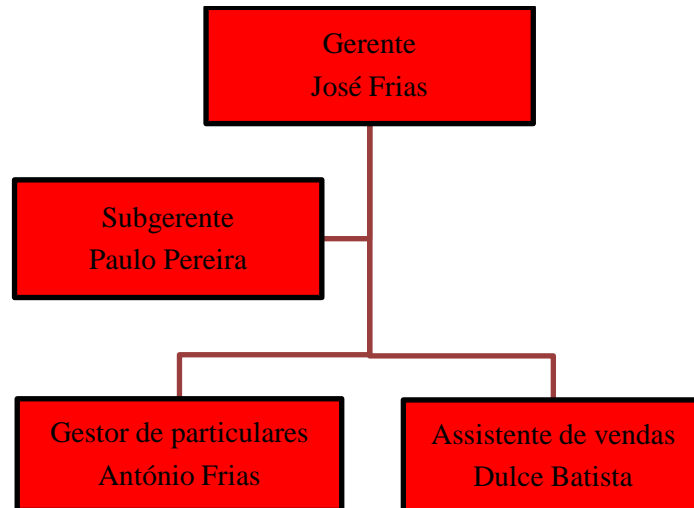 Gerente
José Frias
Subgerente
Paulo Pereira
Gestor de particulares
António Frias
Assistente de vendas
Dulce Batista